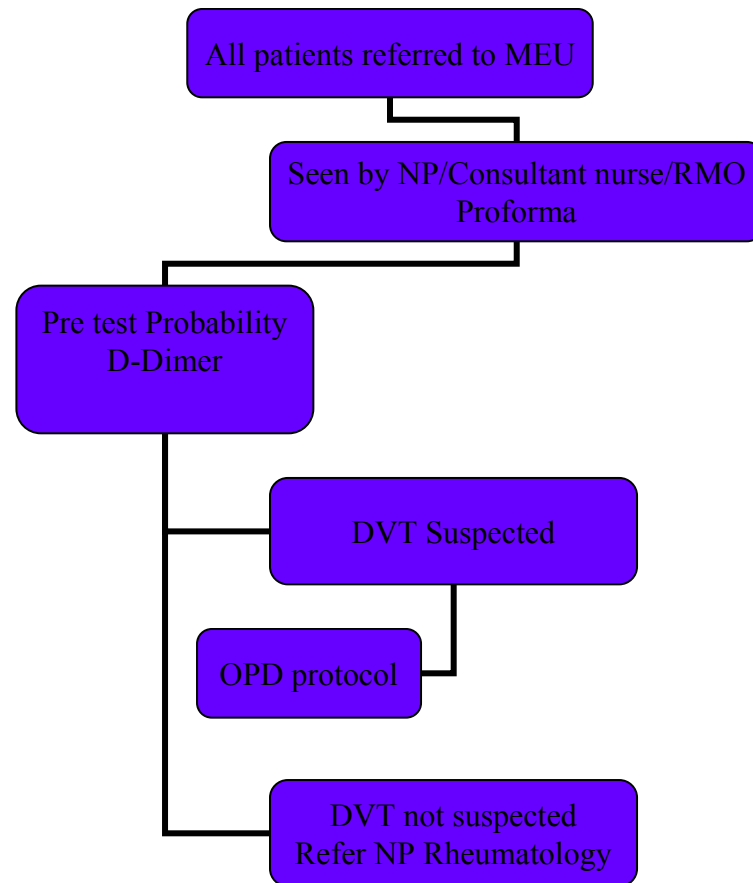 All patients referred to MEU
Seen by NP/Consultant nurse/RMO
Proforma
Pre test Probability
D-Dimer
DVT Suspected
OPD protocol
DVT not suspected
Refer NP Rheumatology